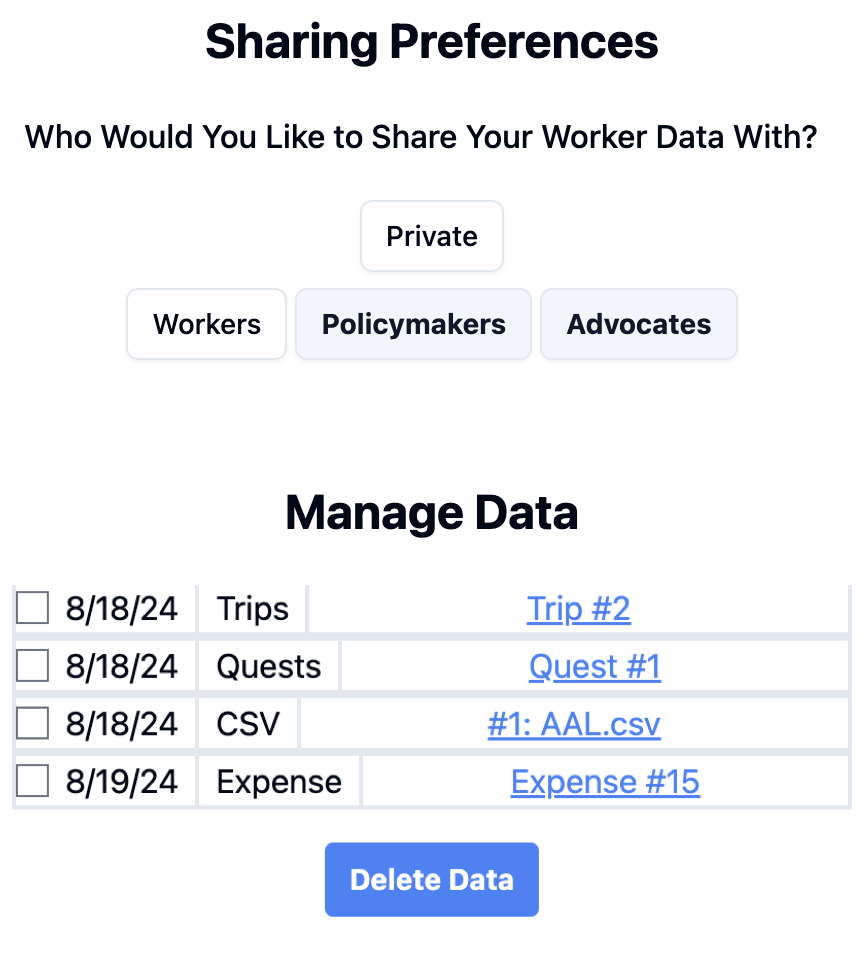 Sharing Preferences
Who Would You Like to Share Your Worker Data With?
Private
Workers Policymakers Advocates
Manage Data
8/18/24 Trips Trip #2
8/18/24 Quests Quest #1
8/18/24 CSV #1: AAL.csv
8/19/24 Expense Expense #15
Delete Data